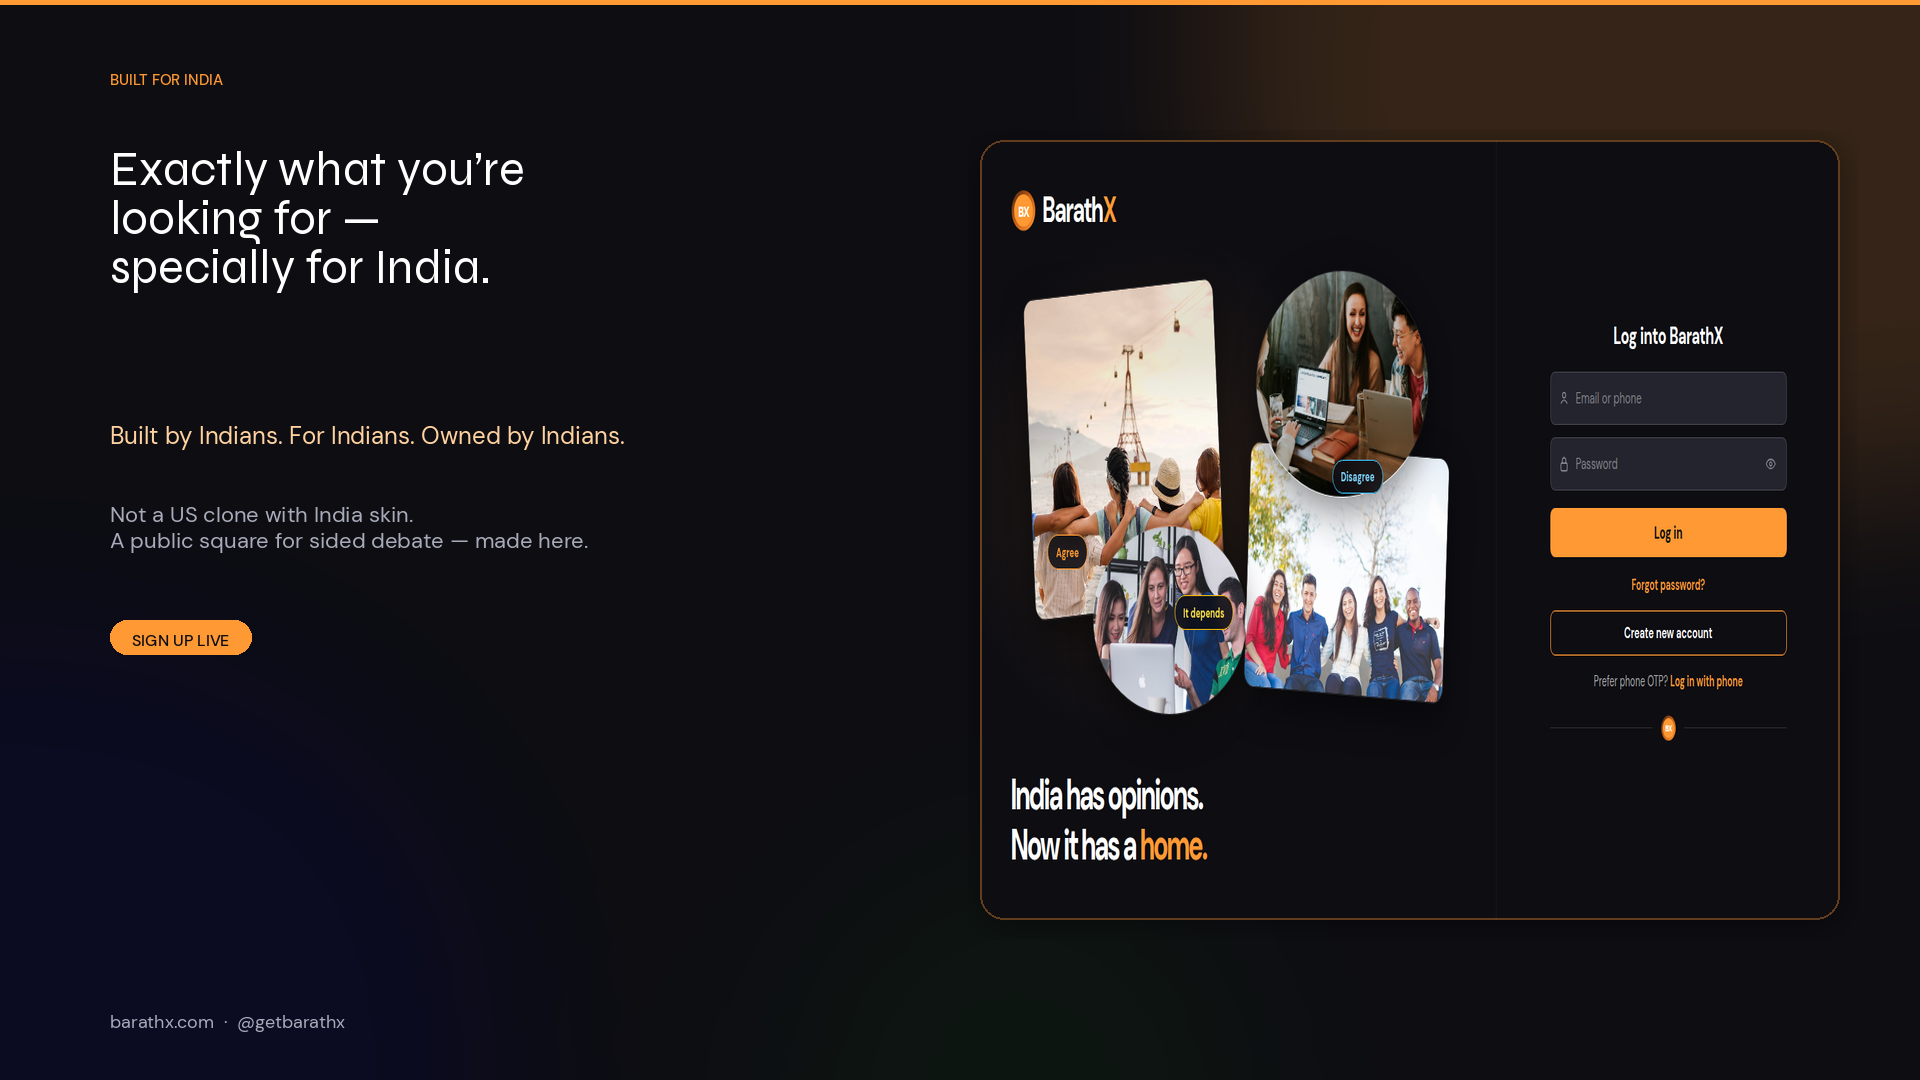 BUILT FOR INDIA
Exactly what you’re
looking for —
specially for India.
Built by Indians. For Indians. Owned by Indians.
Not a US clone with India skin.
A public square for sided debate — made here.
SIGN UP LIVE
barathx.com · @getbarathx
BX BarathX
Disagree
Agree
It depends
India has opinions.
Now it has a home.
Log into BarathX
Email or phone
Password
Log in
Forgot password?
Create new account
Prefer phone OTP? Log in with phone
BX